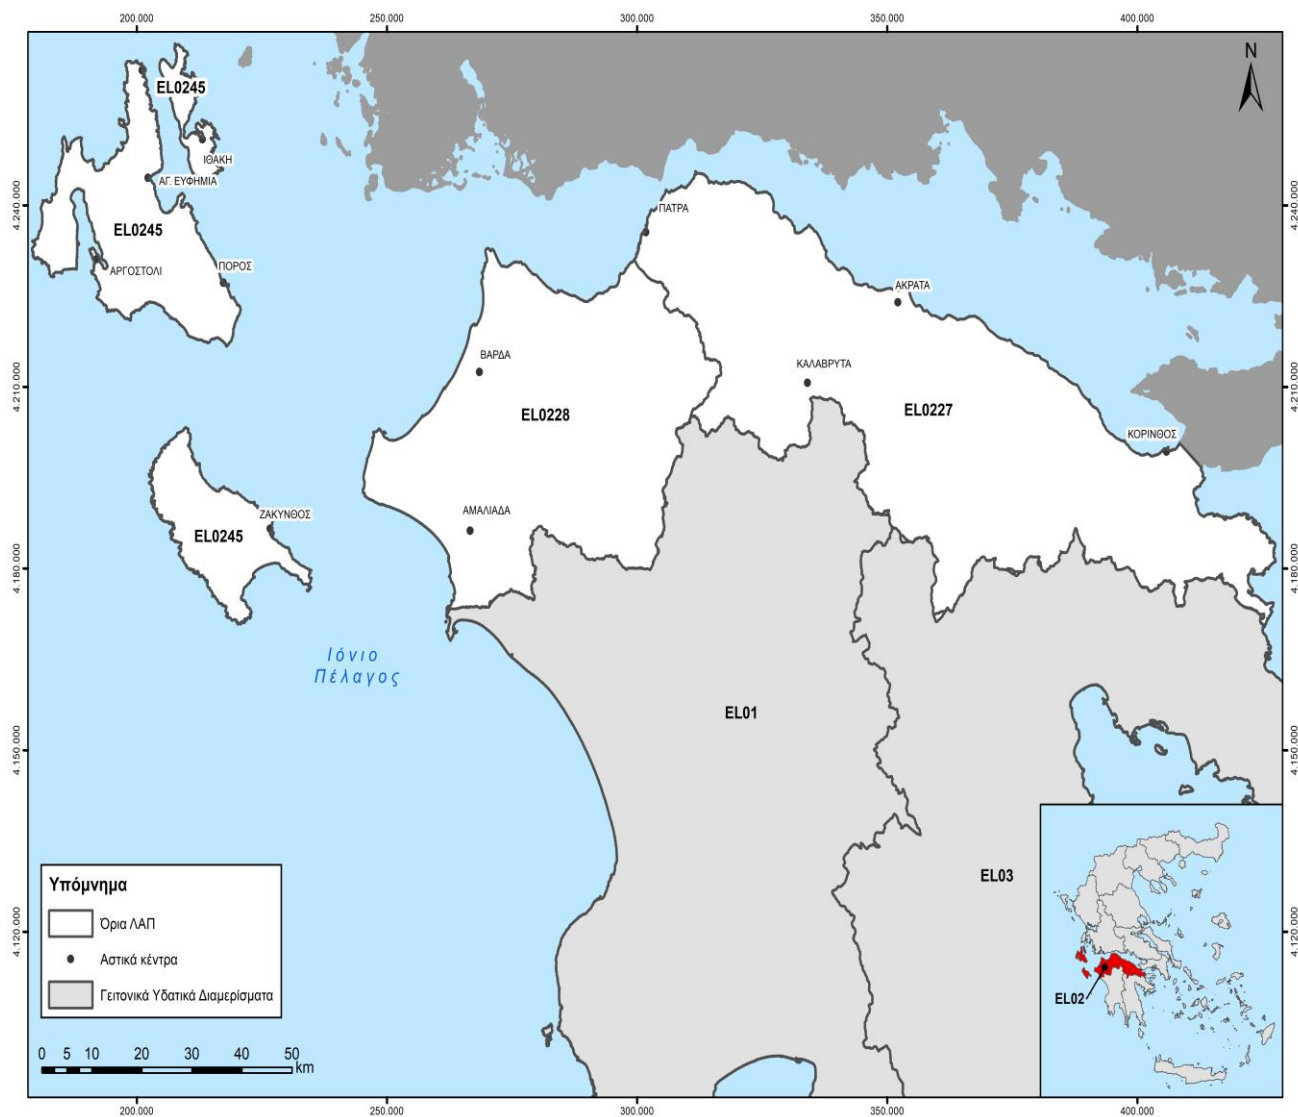 200.000
250.000
300.000
350.000
400.000
N
EL0245
ΙΘΑΚΗ
ΑΓ. ΕΥΦΗΜΙΑ
4.240.000
4.240.000
ΠΑΤΡΑ
EL0245
ΑΡΓΟΣΤΟΛΙ
ΠΟΡΟΣ
ΑΚΡΑΤΑ
ΒΑΡΔΑ
ΚΑΛΑΒΡΥΤΑ
4.210.000
4.210.000
EL0228
EL0227
ΚΟΡΙΝΘΟΣ
ΖΑΚΥΝΘΟΣ
ΑΜΑΛΙΑΔΑ
EL0245
4.180.000
4.180.000
Ιόνιο
Πέλαγος
EL01
4.150.000
4.150.000
EL03
Υπόμνημα
Όρια ΛΑΠ
Αστικά κέντρα
Γειτονικά Υδατικά Διαμερίσματα
4.120.000
4.120.000
EL02
0 5 10 20 30 40 50
km
200.000
250.000
300.000
350.000
400.000